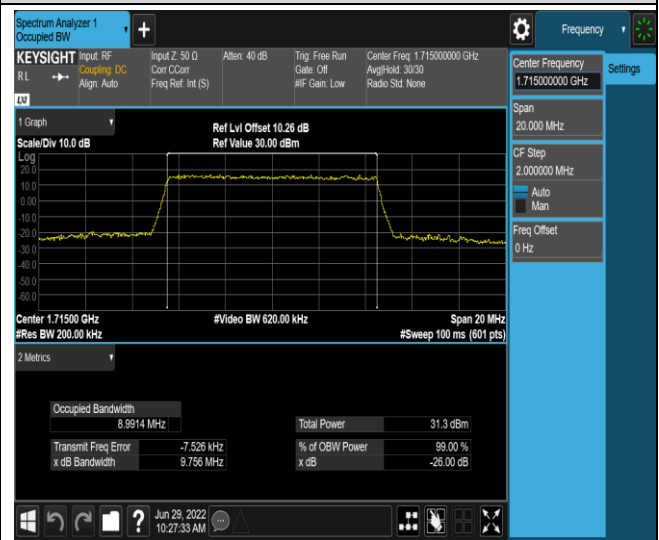 Spectrum Analyzer 1
Occupied BW
Frequency
KEYSIGHT
Input: RF
Coupling: DC
Align: Auto
Input Z: 50 Ω
Corr CCorr
Freq Ref: Int (S)
Atten: 40 dB
Trig: Free Run
Gate: Off
#IF Gain: Low
Center Freq: 1.715000000 GHz
Avg|Hold: 30/30
Radio Std: None
R L
LNI
Center Frequency
1.715000000 GHz
Settings
Span
20.000 MHz
CF Step
2.000000 MHz
Auto
Man
Freq Offset
0 Hz
1 Graph
Scale/Div 10.0 dB
Ref Lvl Offset 10.26 dB
Ref Value 30.00 dBm
Log
20.0
10.0
0.00
-10.0
-20.0
-30.0
-40.0
-50.0
-60.0
Center 1.71500 GHz
#Res BW 200.00 kHz
#Video BW 620.00 kHz
Span 20 MHz
#Sweep 100 ms (601 pts)
2 Metrics
Occupied Bandwidth
8.9914 MHz
Total Power 31.3 dBm
Transmit Freq Error -7.526 kHz
% of OBW Power 99.00 %
x dB Bandwidth 9.756 MHz
x dB -26.00 dB
Jun 29, 2022
10:27:33 AM